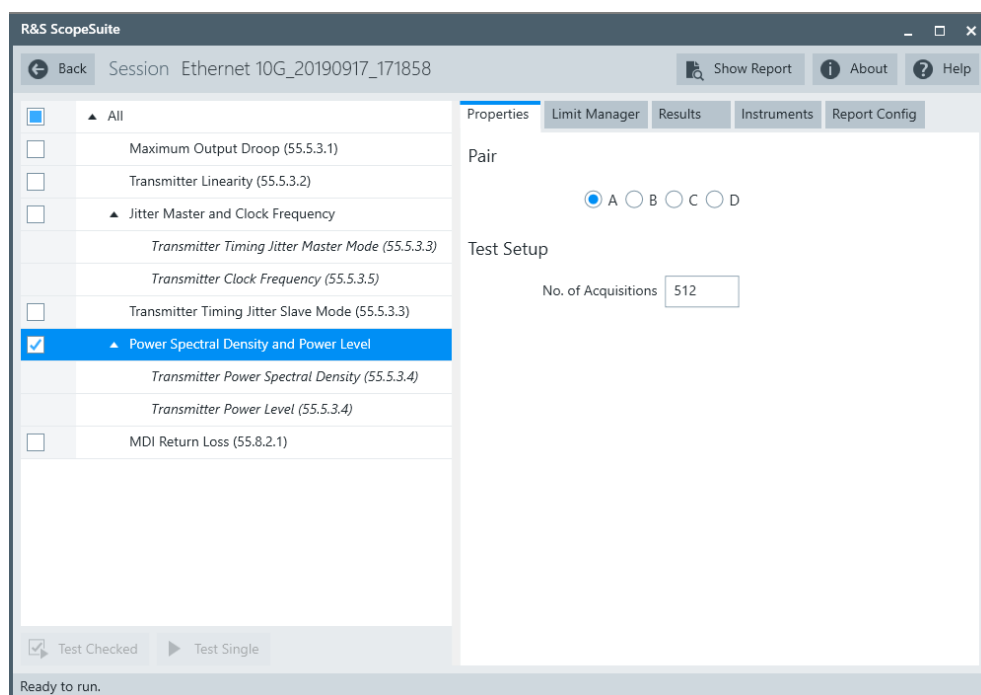 R&S ScopeSuite
Back Session Ethernet 10G_20190917_171858 Show Report About Help
All
Maximum Output Droop (55.5.3.1)
Transmitter Linearity (55.5.3.2)
Jitter Master and Clock Frequency
Transmitter Timing Jitter Master Mode (55.5.3.3)
Transmitter Clock Frequency (55.5.3.5)
Transmitter Timing Jitter Slave Mode (55.5.3.3)
Power Spectral Density and Power Level
Transmitter Power Spectral Density (55.5.3.4)
Transmitter Power Level (55.5.3.4)
MDI Return Loss (55.8.2.1)
Test Checked Test Single
Properties Limit Manager Results Instruments Report Config
Pair
A B C D
Test Setup
No. of Acquisitions 512
Ready to run.